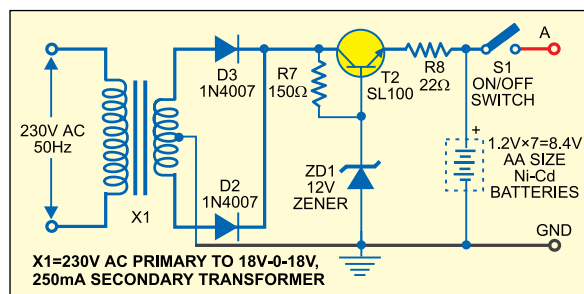 230V AC
50Hz
X1
D3
1N4007
D2
1N4007
R7
150Ω
T2
SL100
ZD1
12V
ZENER
R8
22Ω
S1
ON/OFF
SWITCH
A
+
1.2V×7=8.4V
AA SIZE
Ni-Cd
BATTERIES
GND
X1=230V AC PRIMARY TO 18V-0-18V,
250mA SECONDARY TRANSFORMER